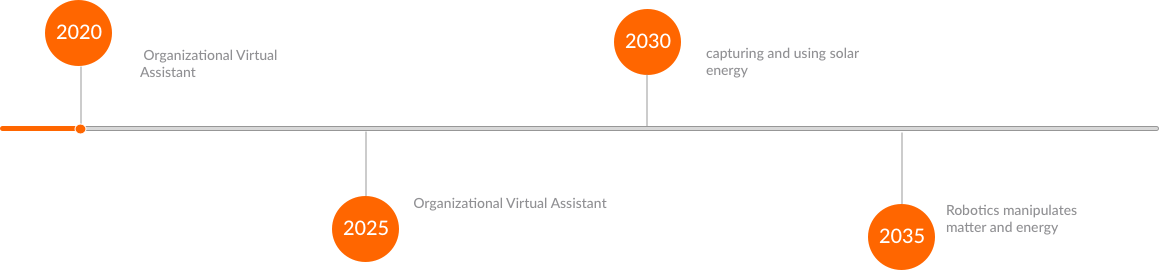 2020
Organizational Virtual
Assistant
2025
Organizational Virtual Assistant
2030
capturing and using solar
energy
2035
Robotics manipulates
matter and energy